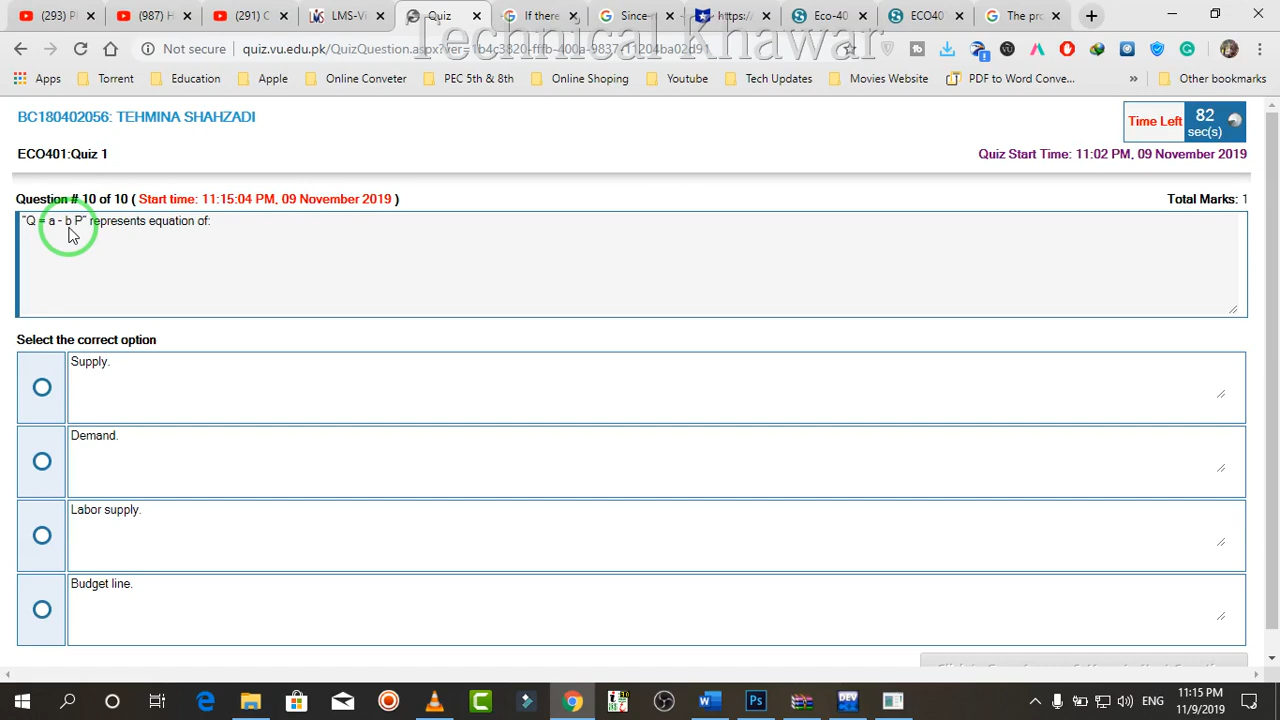 (293) P
(987) H
(291) C
LMS-Vi
Quiz
If there
Since-r
https:/
Eco-40
ECO40
The pro
Not secure
quiz.vu.edu.pk/QuizQuestion.aspx?ver=
Technical Khawar
Apps
Torrent
Education
Apple
Online Conveter
PEC 5th & 8th
Online Shoping
Youtube
Tech Updates
Movies Website
PDF to Word Conve...
»
Other bookmarks
BC180402056: TEHMINA SHAHZADI
Time Left
82
sec(s)
ECO401:Quiz 1
Quiz Start Time: 11:02 PM, 09 November 2019
Question # 10 of 10 ( Start time: 11:15:04 PM, 09 November 2019 )
Total Marks: 1
"Q = a - b P" represents equation of:
Select the correct option
Supply.
Demand.
Labor supply.
Budget line.
ENG
11:15 PM
11/9/2019